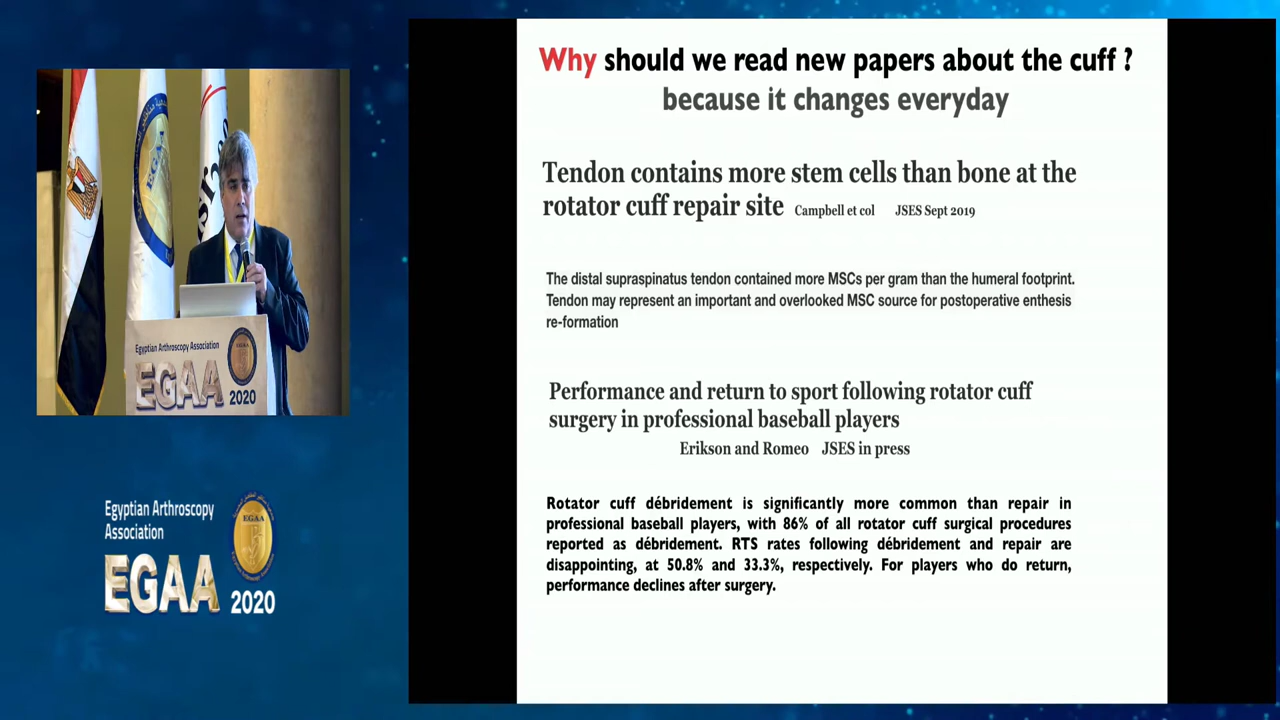 Why should we read new papers about the cuff ?
because it changes everyday
Tendon contains more stem cells than bone at the
rotator cuff repair site Campbell et col JSES Sept 2019
The distal supraspinatus tendon contained more MSCs per gram than the humeral footprint.
Tendon may represent an important and overlooked MSC source for postoperative enthesis
re-formation
Performance and return to sport following rotator cuff
surgery in professional baseball players
Erikson and Romeo JSES in press
Rotator cuff débridement is significantly more common than repair in
professional baseball players, with 86% of all rotator cuff surgical procedures
reported as débridement. RTS rates following débridement and repair are
disappointing, at 50.8% and 33.3%, respectively. For players who do return,
performance declines after surgery.
Egyptian Arthroscopy Association
EGAA
2020
Egyptian Arthroscopy
Association
EGAA
EGAA 2020